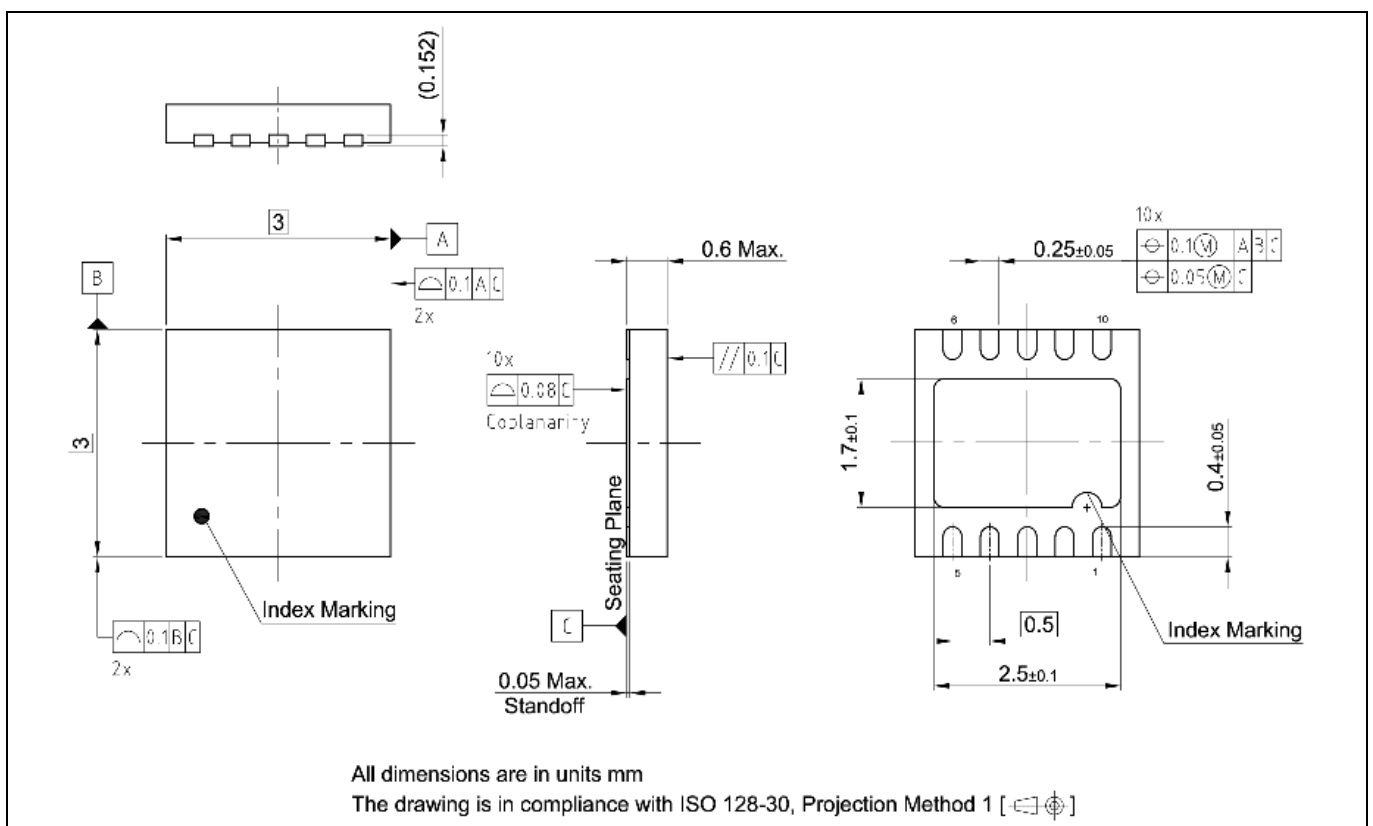 (0.152)
3
A
B
0.1 A C
2x
0.6 Max.
0.25±0.05
10x
0.1 Ⓜ A B C
0.05 Ⓜ C
6
10
// 0.1 C
10x
0.08 C
Coplanarity
3
1.7±0.1
0.4±0.05
Seating Plane
5
1
Index Marking
C
0.5
Index Marking
0.1 B C
2x
2.5±0.1
0.05 Max.
Standoff
All dimensions are in units mm
The drawing is in compliance with ISO 128-30, Projection Method 1 [ ]